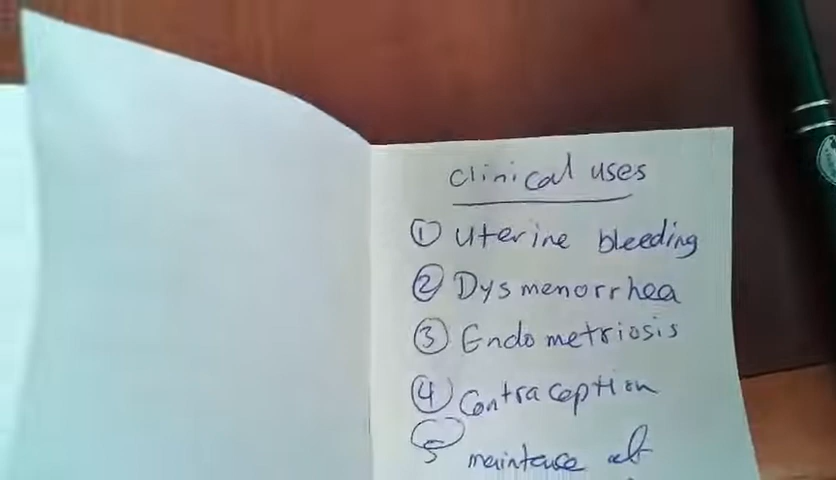 Clinical uses
① Uterine bleeding
② Dysmenorrhea
③ Endometriosis
④ Contraception
5